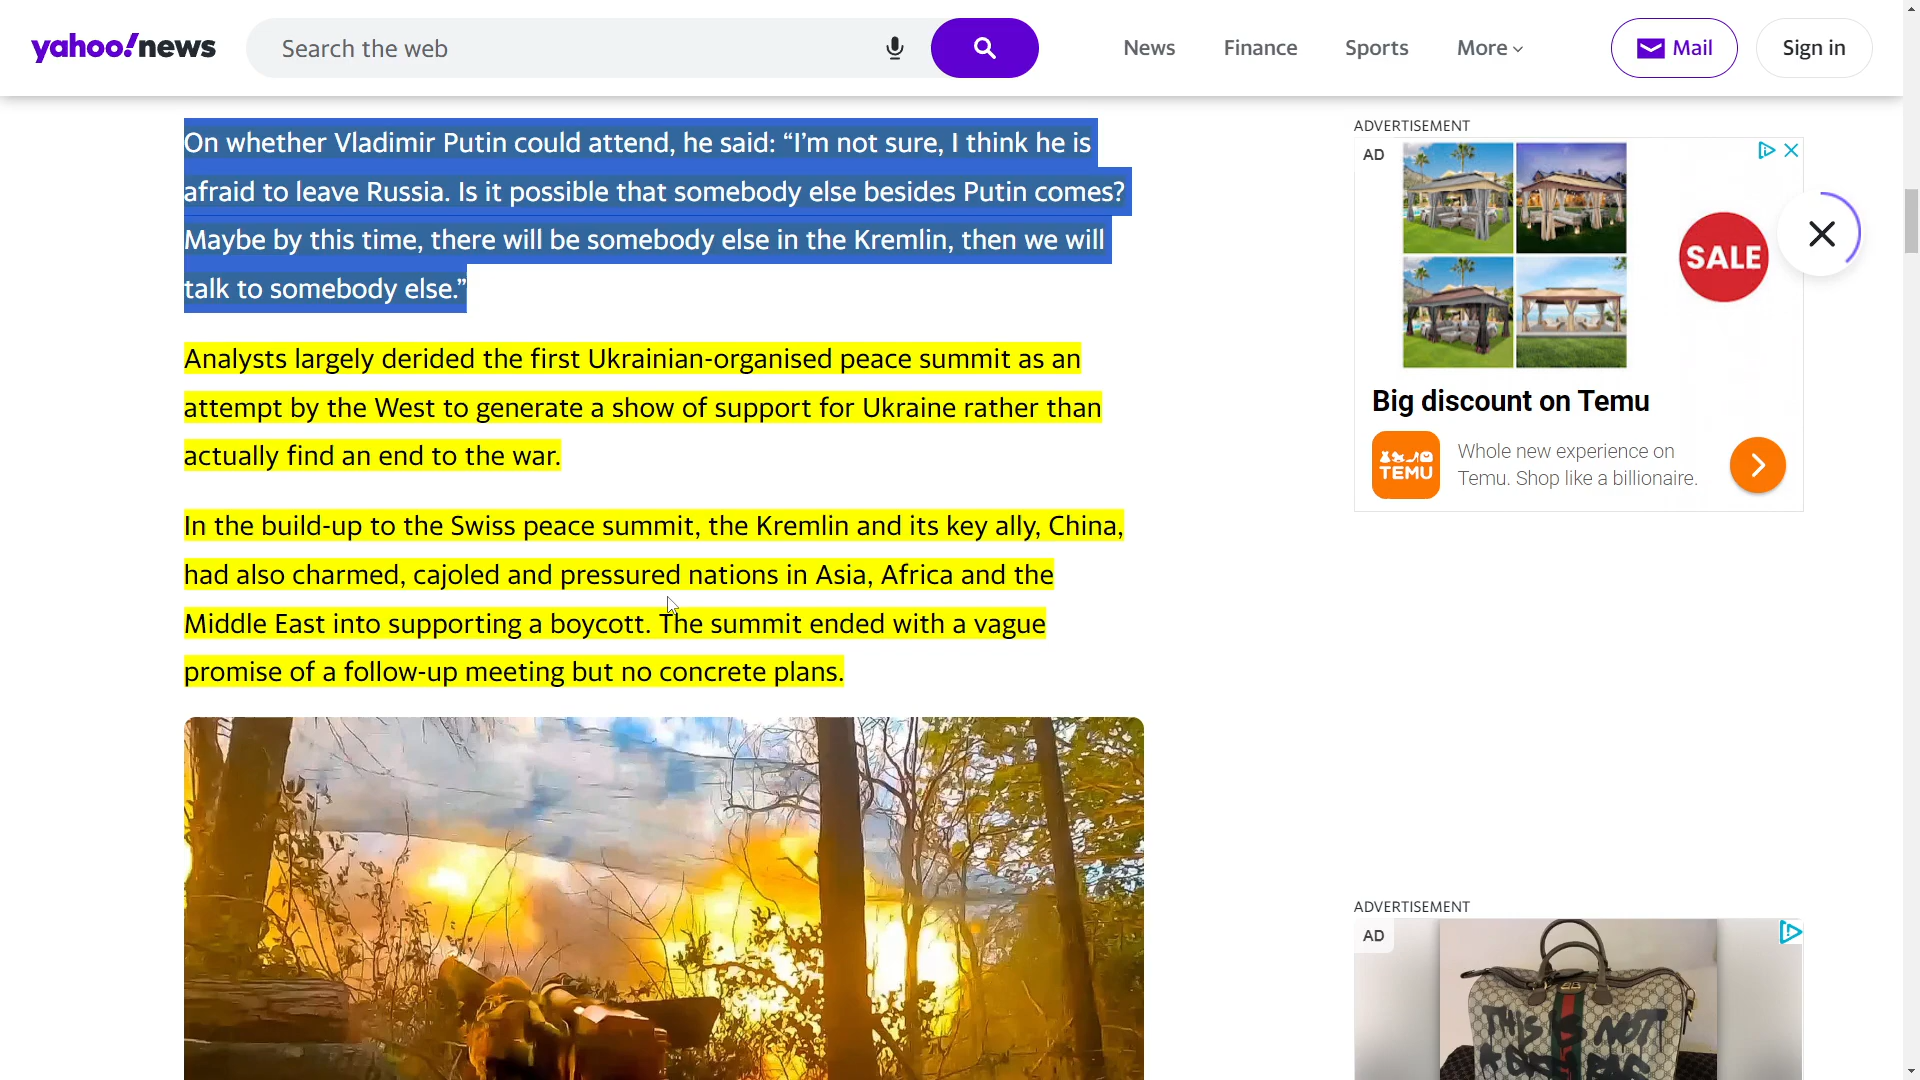 yahoo!news
Search the web
News
Finance
Sports
More
Mail
Sign in
On whether Vladimir Putin could attend, he said: “I’m not sure, I think he is
afraid to leave Russia. Is it possible that somebody else besides Putin comes?
Maybe by this time, there will be somebody else in the Kremlin, then we will
talk to somebody else.”
Analysts largely derided the first Ukrainian-organised peace summit as an
attempt by the West to generate a show of support for Ukraine rather than
actually find an end to the war.
In the build-up to the Swiss peace summit, the Kremlin and its key ally, China,
had also charmed, cajoled and pressured nations in Asia, Africa and the
Middle East into supporting a boycott. The summit ended with a vague
promise of a follow-up meeting but no concrete plans.
ADVERTISEMENT
AD
SALE
Big discount on Temu
TEMU
Whole new experience on
Temu. Shop like a billionaire.
ADVERTISEMENT
AD
THIS IS NOT